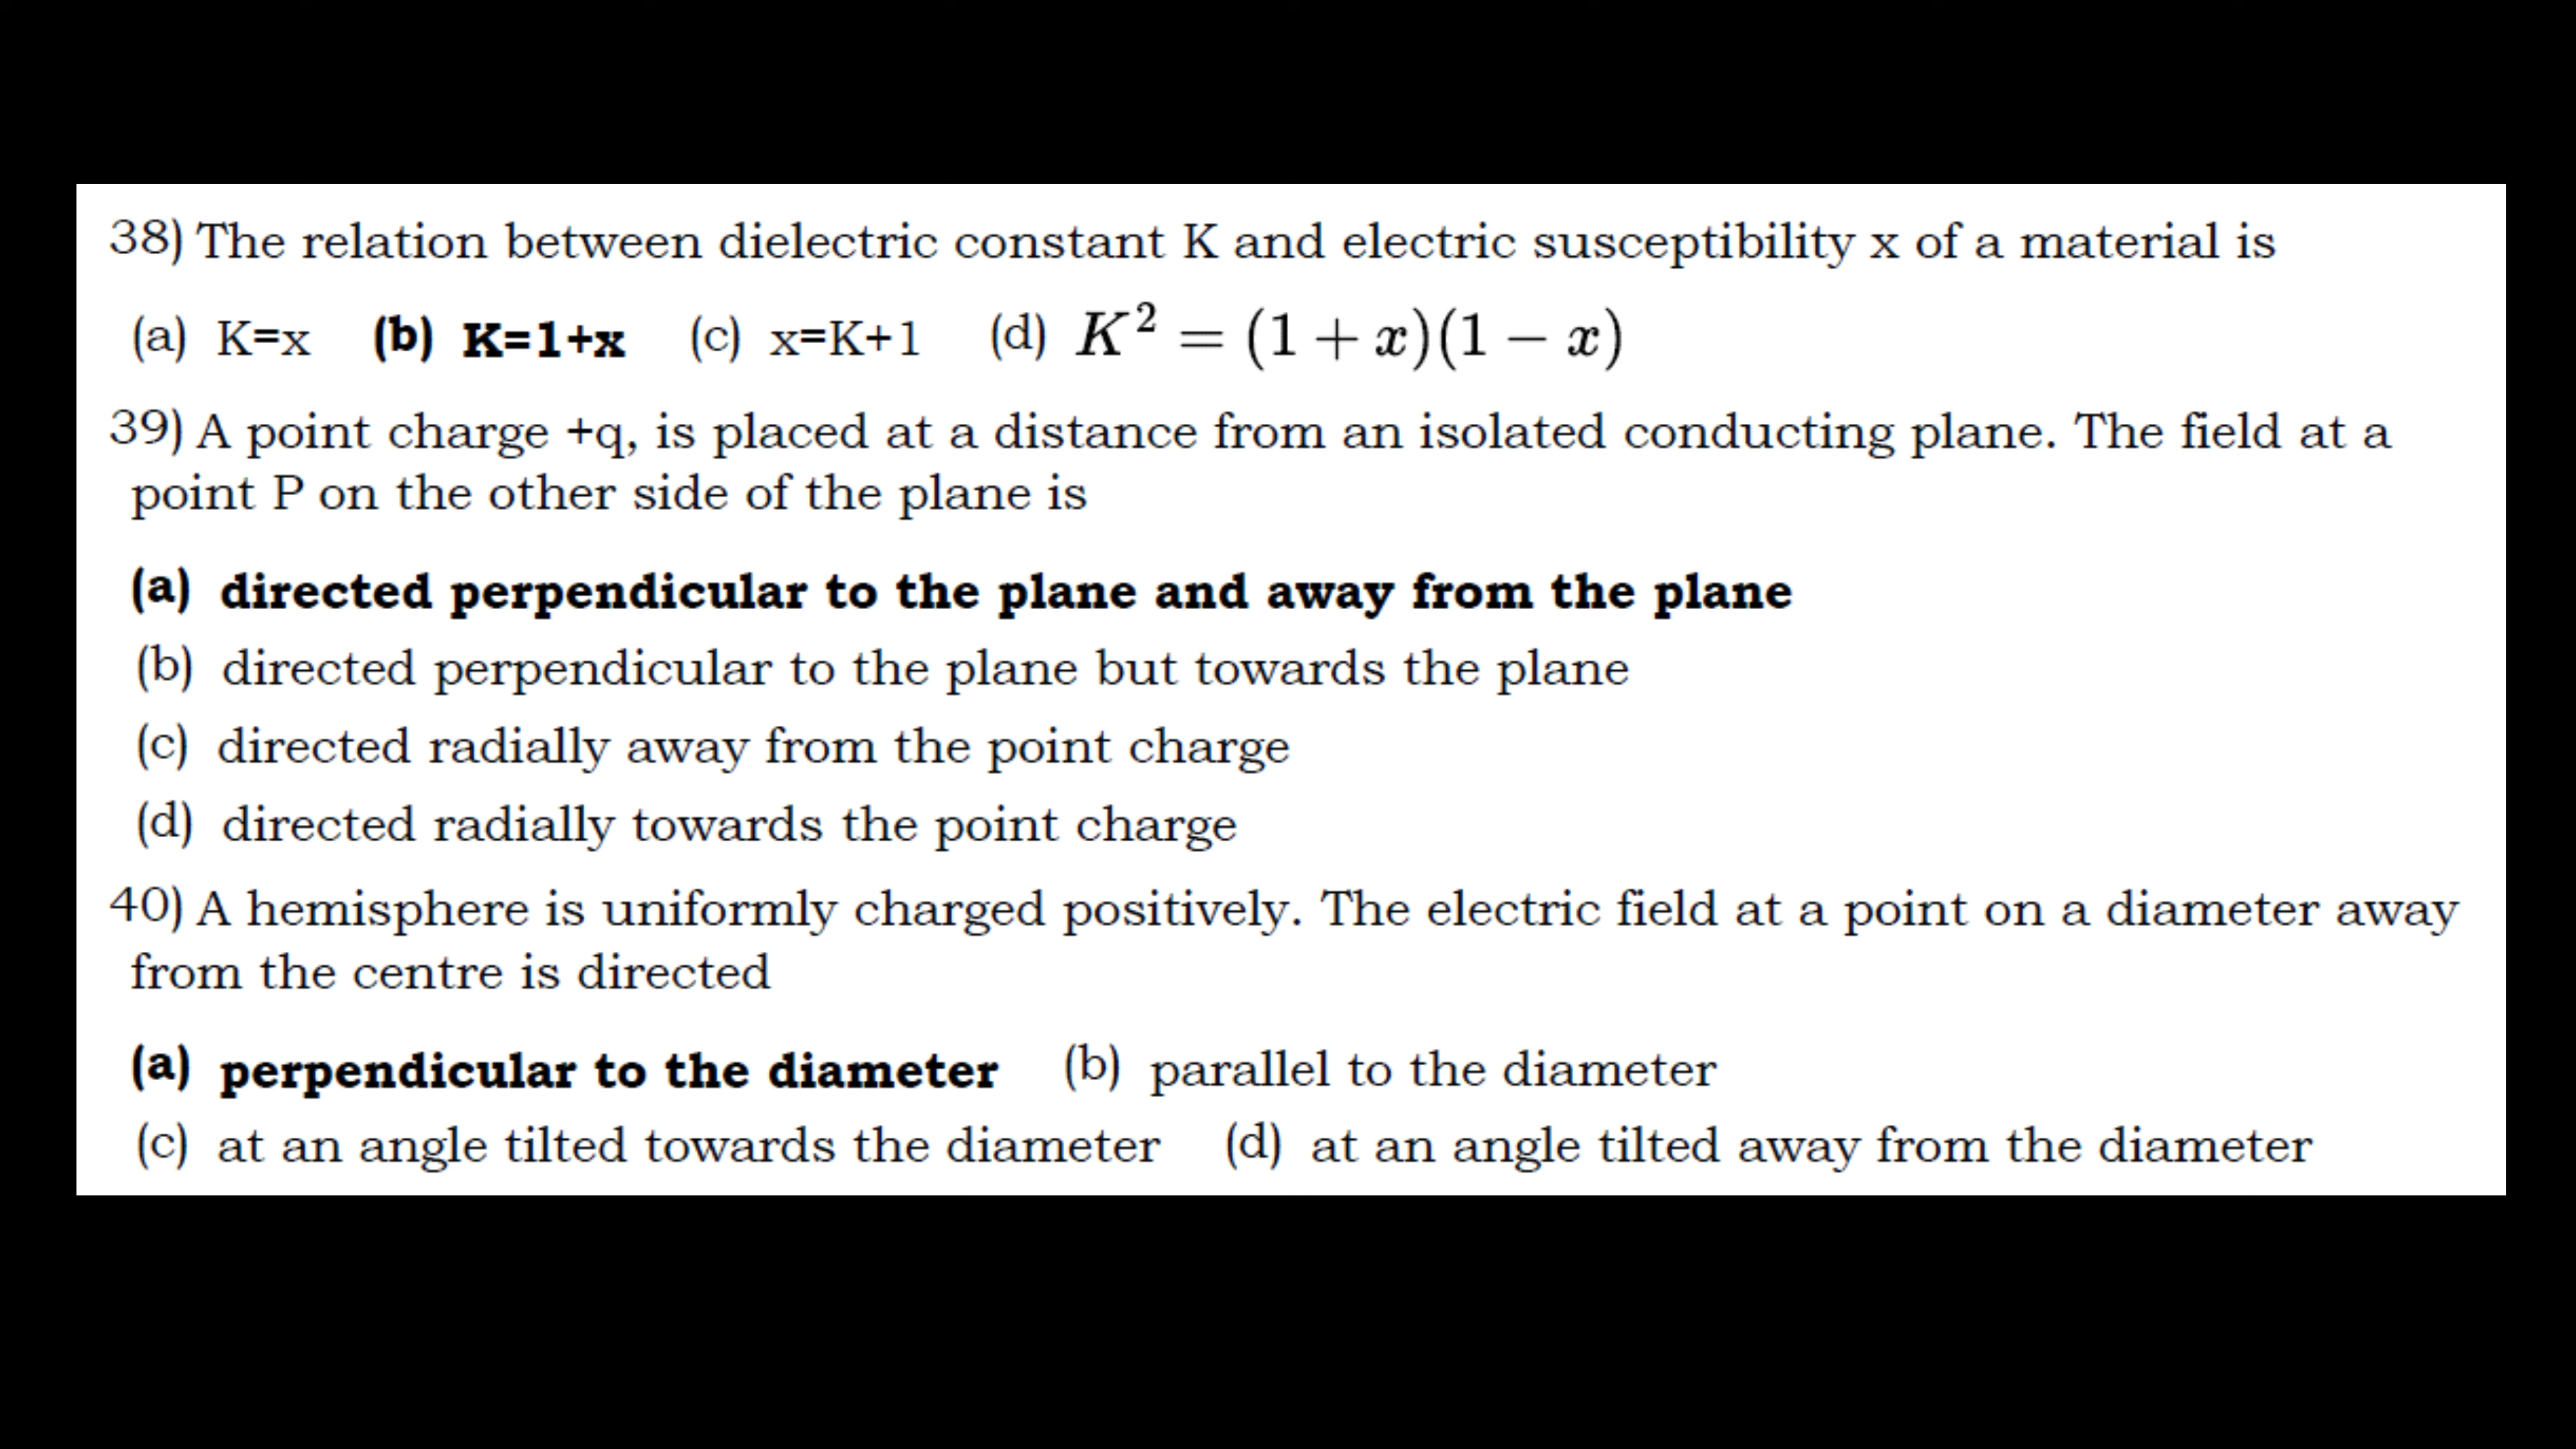 38) The relation between dielectric constant K and electric susceptibility x of a material is
(a) K=x (b) K=1+x (c) x=K+1 (d) K² = (1 + x)(1 − x)
39) A point charge +q, is placed at a distance from an isolated conducting plane. The field at a
point P on the other side of the plane is
(a) directed perpendicular to the plane and away from the plane
(b) directed perpendicular to the plane but towards the plane
(c) directed radially away from the point charge
(d) directed radially towards the point charge
40) A hemisphere is uniformly charged positively. The electric field at a point on a diameter away
from the centre is directed
(a) perpendicular to the diameter (b) parallel to the diameter
(c) at an angle tilted towards the diameter (d) at an angle tilted away from the diameter